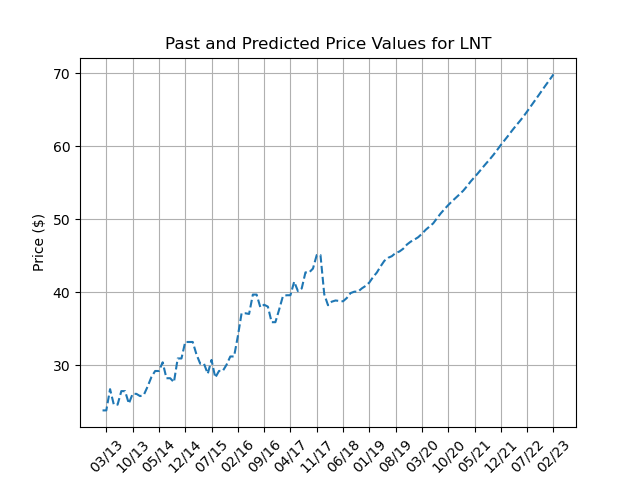 Past and Predicted Price Values for LNT
70
60
50
40
30
Price ($)
03/13 10/13 05/14 12/14 07/15 02/16 09/16 04/17 11/17 06/18 01/19 08/19 03/20 10/20 05/21 12/21 07/22 02/23